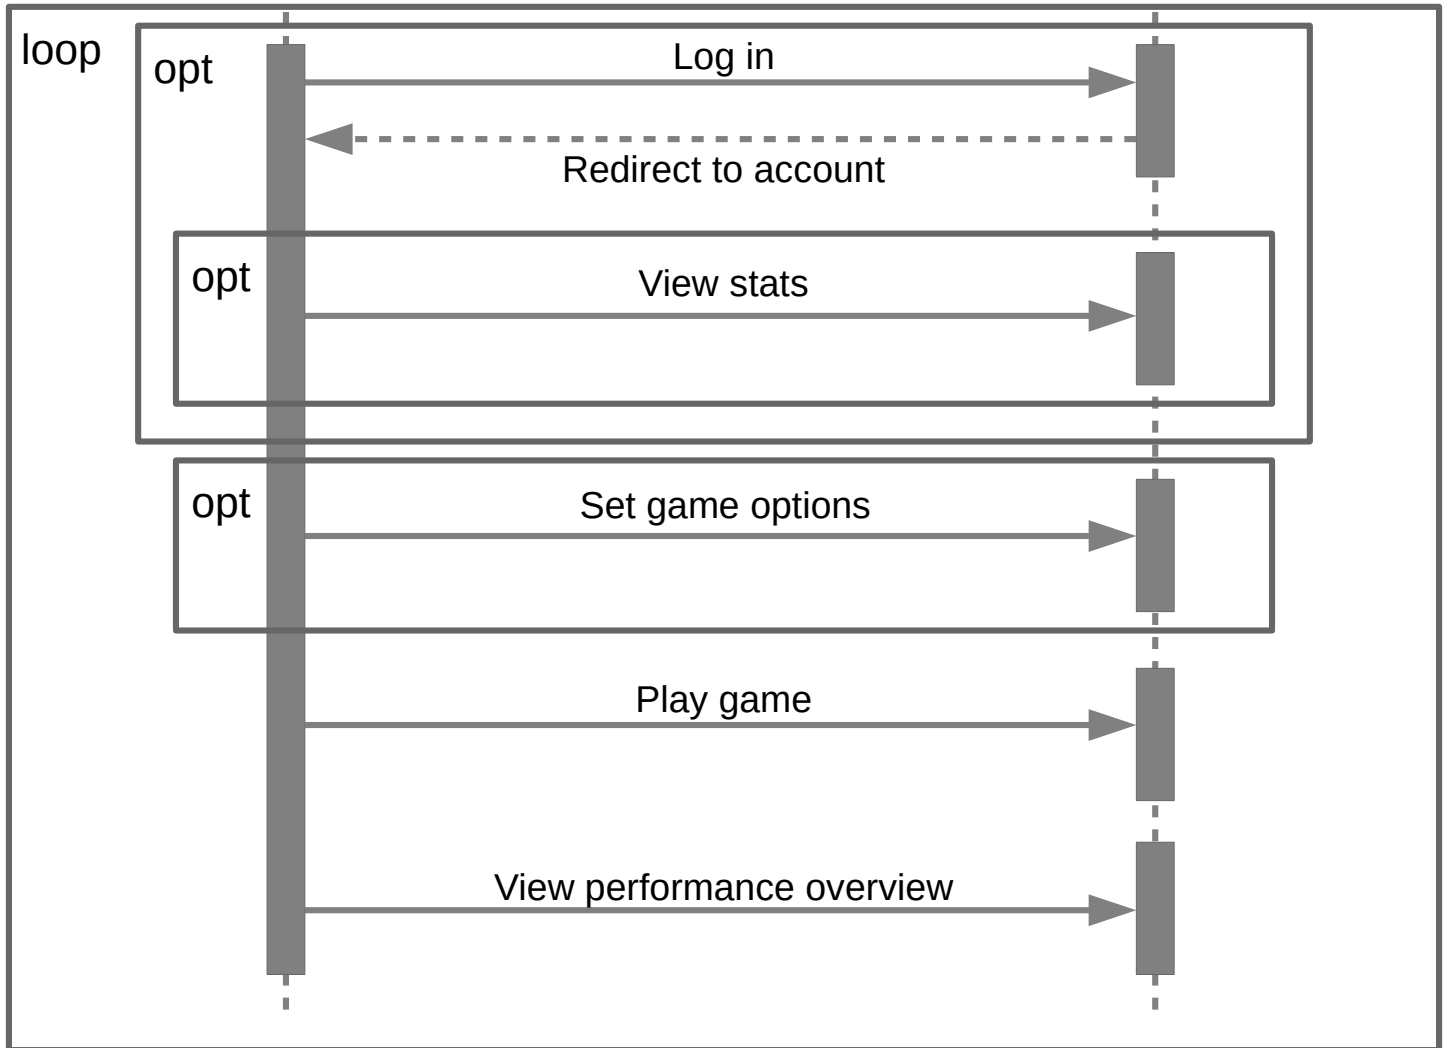 loop
opt
Log in
Redirect to account
opt
View stats
opt
Set game options
Play game
View performance overview